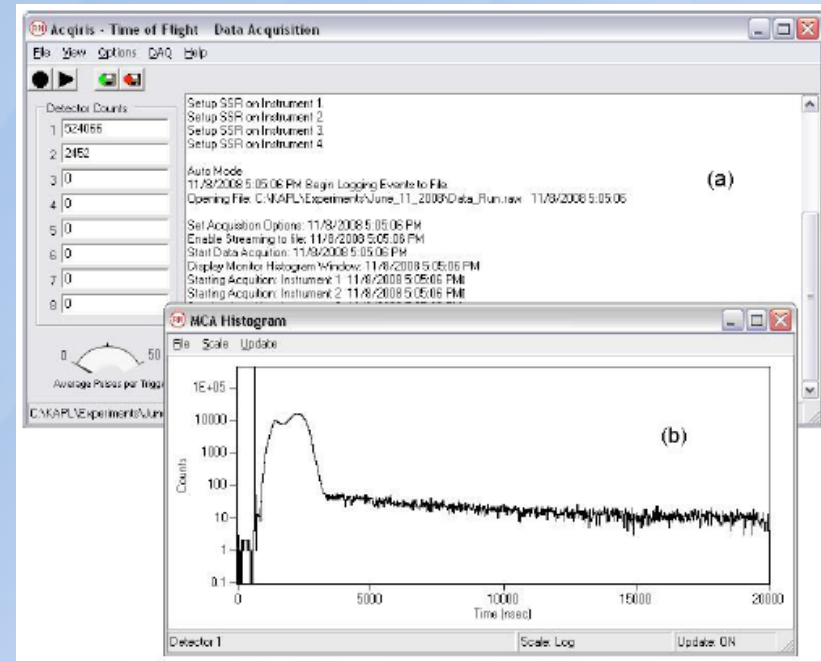 Acqiris - Time of Flight Data Acquisition
File View Options DAQ Help
Detector Counts
1 524066
2 2452
3 0
4 0
5 0
6 0
7 0
8 0
0 50
Average Pulses per Trigge
C:\KAPL\Experiments\June
Setup SSR on Instrument 1
Setup SSR on Instrument 2
Setup SSR on Instrument 3
Setup SSR on Instrument 4
Auto Mode
11/8/2008 5:05:06 PM Begin Logging Events to File
Opening File: C:\KAPL\Experiments\June_11_2008\Data_Run.raw 11/8/2008 5:05:06
Set Acquisition Options: 11/8/2008 5:05:06 PM
Enable Streaming to file: 11/8/2008 5:05:06 PM
Start Data Acquition: 11/8/2008 5:05:06 PM
Display Monitor Histogram Window: 11/8/2008 5:05:06 PM
Starting Acquition: Instrument 1 11/8/2008 5:05:06 PM
Starting Acquition: Instrument 2 11/8/2008 5:05:06 PM
(a)
MCA Histogram
File Scale Update
Counts
1E+05
10000
1000
100
10
1
0.1
0 5000 10000 15000 20000
Time (nsec)
(b)
Detector 1 Scale: Log Update: ON